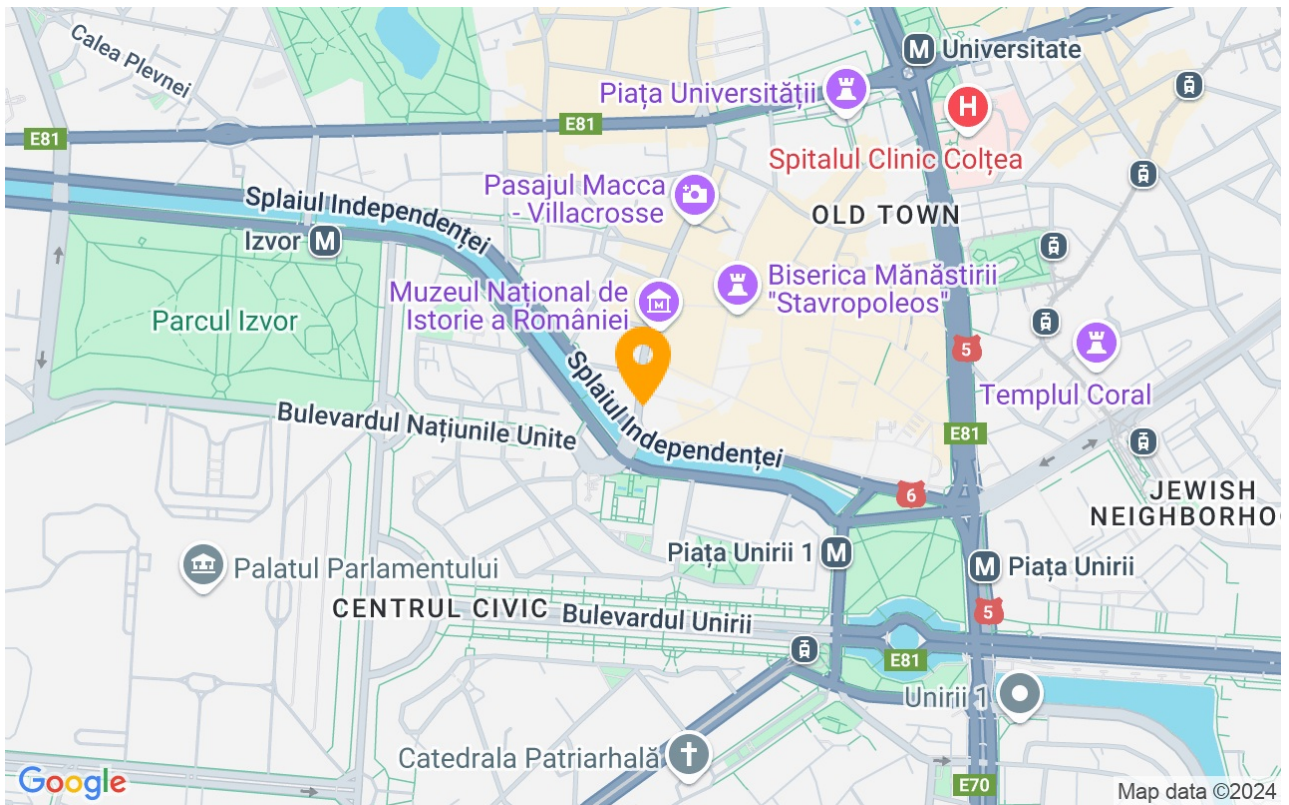 Calea Plevnei
M Universitate
Piața Universității
H
E81
E81
Spitalul Clinic Colțea
Pasajul Macca
- Villacrosse
Splaiul Independenței
OLD TOWN
Izvor M
Muzeul Național de
Istorie a României
M
Biserica Mănăstirii
"Stavropoleos"
Parcul Izvor
5
Splaiul Independenței
Templul Coral
Bulevardul Națiunile Unite
E81
6
JEWISH
NEIGHBORHO
Piața Unirii 1 M
M Piața Unirii
Palatul Parlamentului
CENTRUL CIVIC
Bulevardul Unirii
5
E81
Unirii 1
Catedrala Patriarhală
Google
E70
Map data ©2024